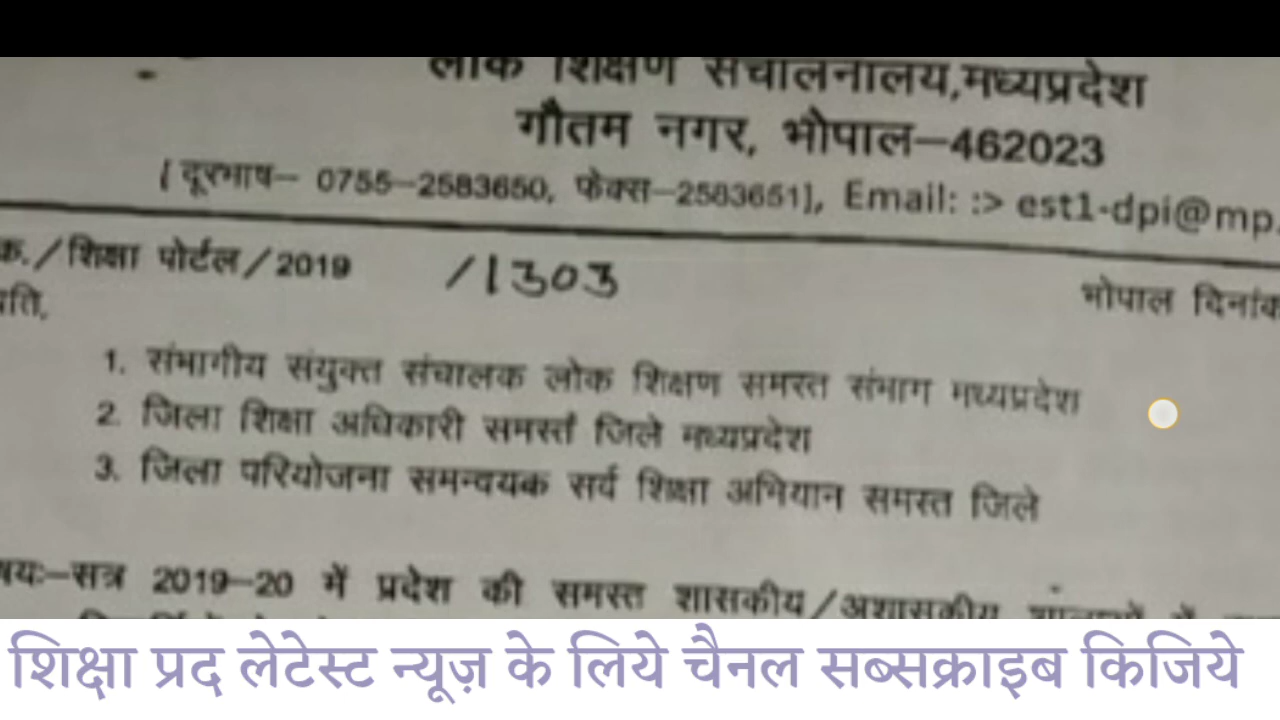 लोक शिक्षण संचालनालय,मध्यप्रदेश
गौतम नगर, भोपाल–462023
[ दूरभाष– 0755–2583650, फेक्स–2583651], Email: :> est1-dpi@mp.
क्र./शिक्षा पोर्टल/2019 /1303
प्रति, भोपाल दिनांक
1. संभागीय संयुक्त संचालक लोक शिक्षण समस्त संभाग मध्यप्रदेश
2. जिला शिक्षा अधिकारी समस्त जिले मध्यप्रदेश
3. जिला परियोजना समन्वयक सर्व शिक्षा अभियान समस्त जिले
षयः–सत्र 2019–20 में प्रदेश की समस्त शासकीय/अशासकीय शालाओं में
शिक्षा प्रद लेटेस्ट न्यूज़ के लिये चैनल सब्सक्राइब किजिये